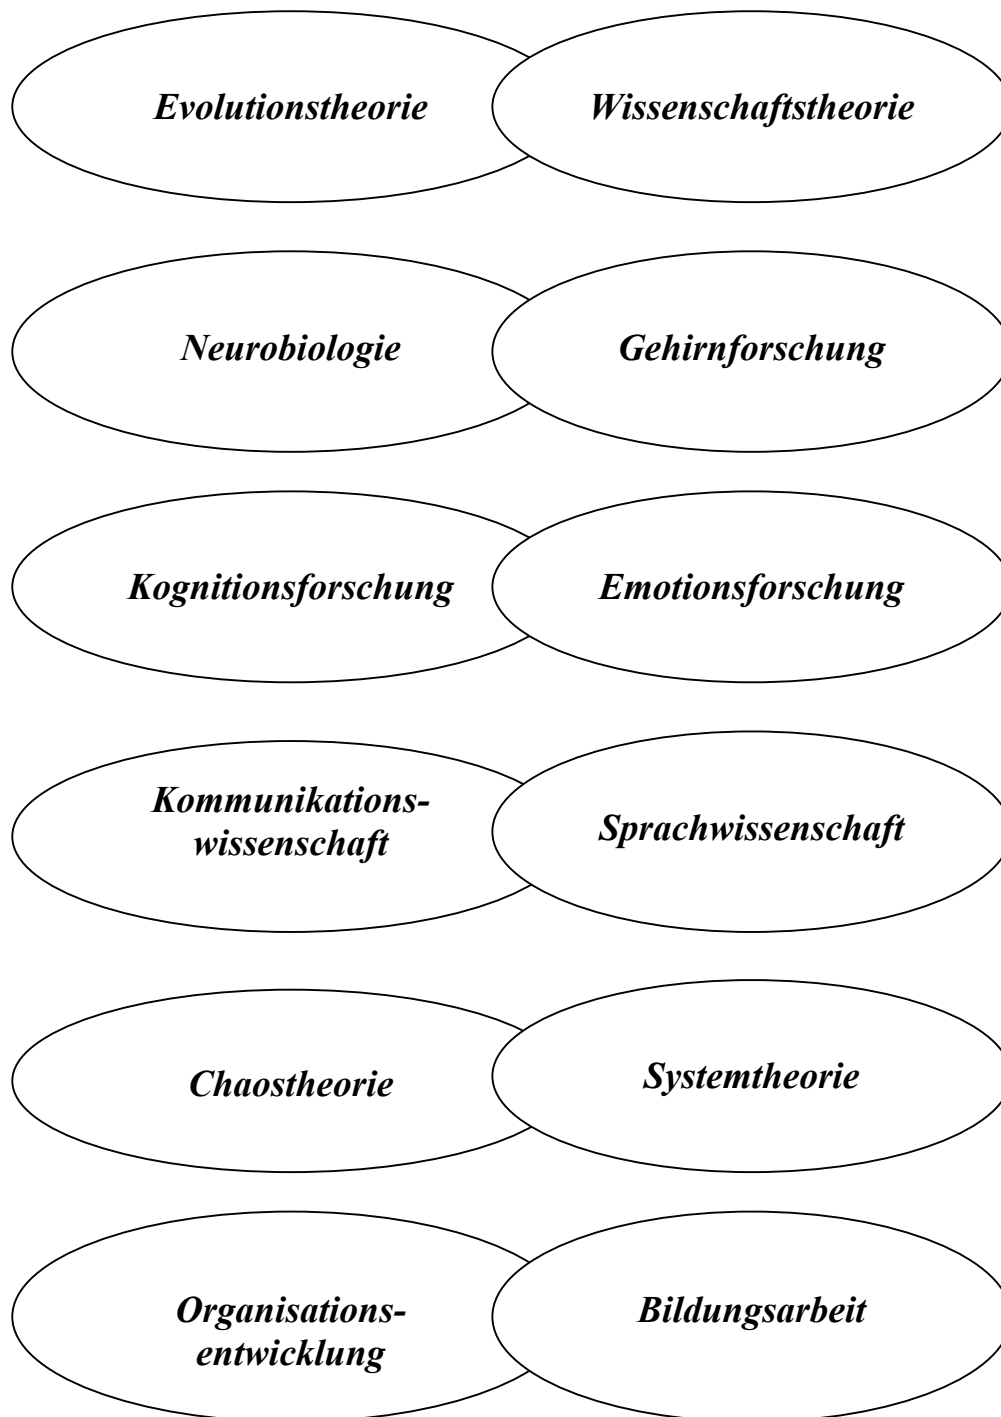 Evolutionstheorie
Wissenschaftstheorie
Neurobiologie
Gehirnforschung
Kognitionsforschung
Emotionsforschung
Kommunikations-
wissenschaft
Sprachwissenschaft
Chaostheorie
Systemtheorie
Organisations-
entwicklung
Bildungsarbeit